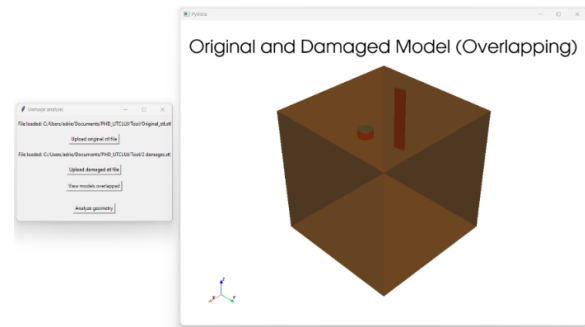 PyVista
Original and Damaged Model (Overlapping)
Damage analysis
File loaded: C:/Users/adrie/Documents/PHD_UTCLUJ/Tool/Original_stl.stl
Upload original stl file
File loaded: C:/Users/adrie/Documents/PHD_UTCLUJ/Tool/2 damages.stl
Upload damaged stl file
View models overlapped
Analyze geometry